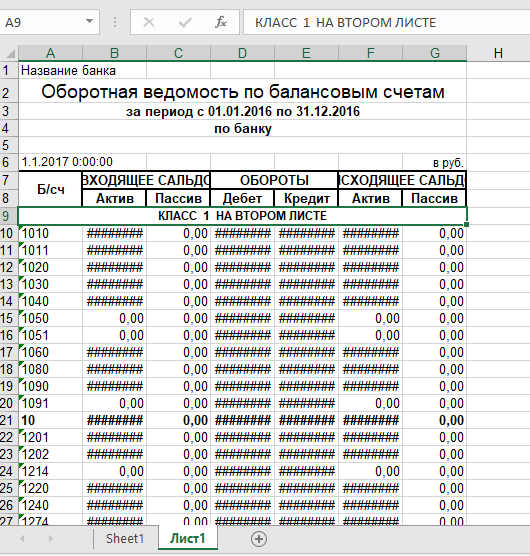 A9 КЛАСС  1  НА ВТОРОМ ЛИСТЕ
A B C D E F G H
1 Название банка
2 Оборотная ведомость по балансовым счетам
3 за период с 01.01.2016 по 31.12.2016
4 по банку
5
6 1.1.2017 0:00:00 в руб.
7 Б/сч ВХОДЯЩЕЕ САЛЬДО ОБОРОТЫ ИСХОДЯЩЕЕ САЛЬД
8 Актив Пассив Дебет Кредит Актив Пассив
9 КЛАСС  1  НА ВТОРОМ ЛИСТЕ
10 1010 ######## 0,00 ######## ######## ######## 0,00
11 1011 ######## 0,00 ######## ######## ######## 0,00
12 1020 ######## 0,00 ######## ######## ######## 0,00
13 1030 ######## 0,00 ######## ######## ######## 0,00
14 1040 ######## 0,00 ######## ######## ######## 0,00
15 1050 0,00 0,00 ######## ######## 0,00 0,00
16 1051 0,00 0,00 ######## ######## 0,00 0,00
17 1060 ######## 0,00 ######## ######## ######## 0,00
18 1080 ######## 0,00 ######## ######## ######## 0,00
19 1090 ######## 0,00 ######## ######## ######## 0,00
20 1091 0,00 0,00 ######## ######## 0,00 0,00
21 10 ######## 0,00 ######## ######## ######## 0,00
22 1201 ######## 0,00 ######## ######## ######## 0,00
23 1202 ######## 0,00 ######## ######## ######## 0,00
24 1214 0,00 0,00 ######## ######## 0,00 0,00
25 1220 ######## 0,00 ######## ######## ######## 0,00
26 1240 ######## 0,00 ######## ######## ######## 0,00
27 1274 ######## 0,00 ######## ######## ######## 0,00
Sheet1 Лист1